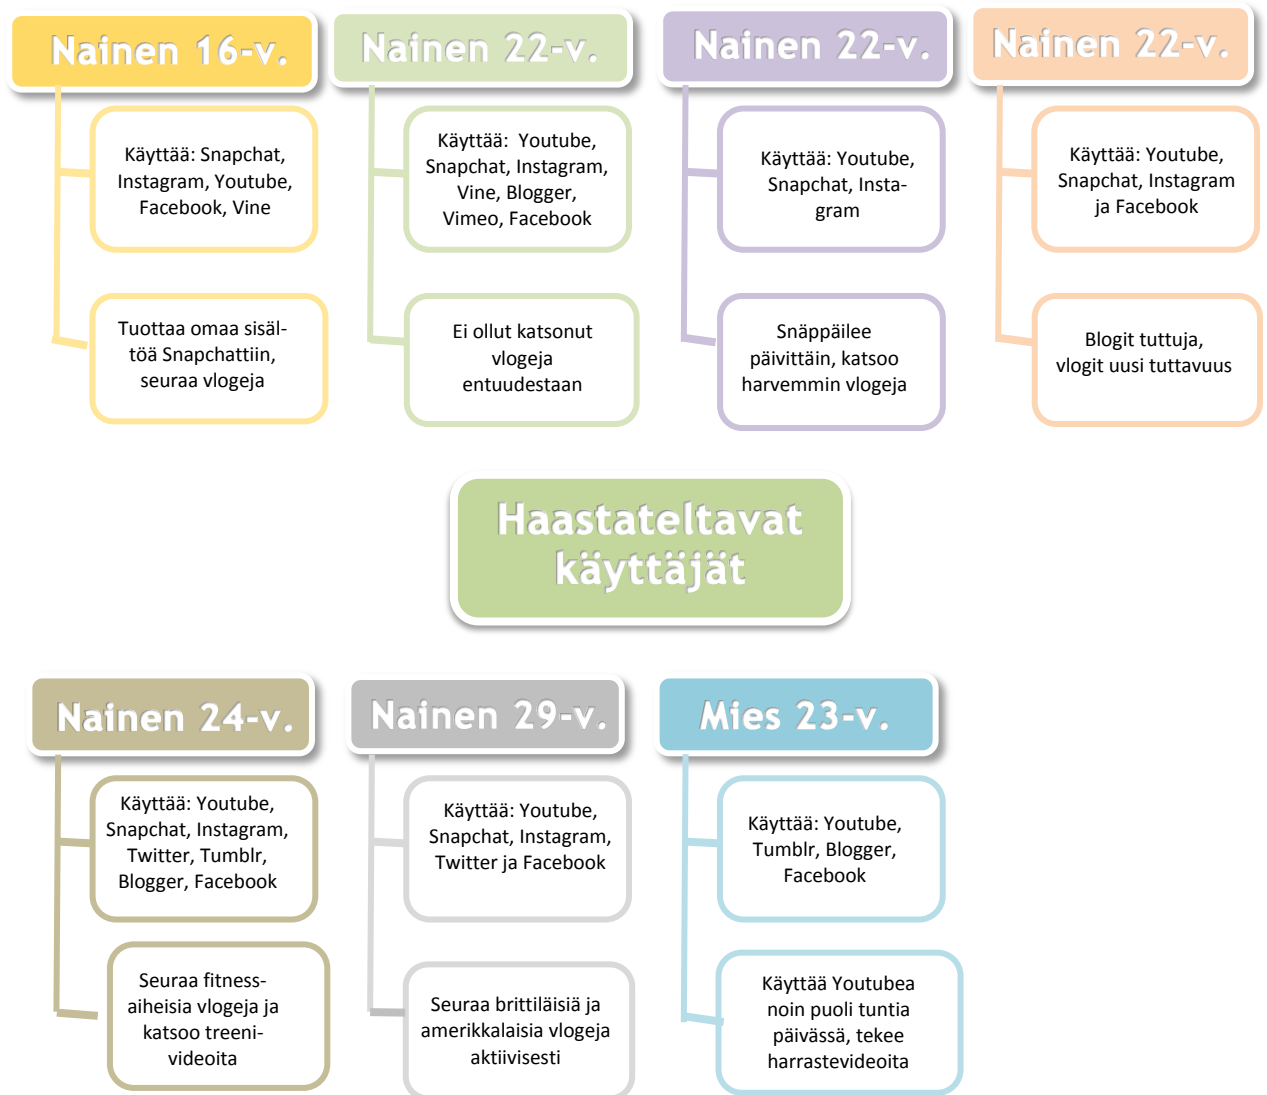 Nainen 16-v.
Käyttää: Snapchat,
Instagram, Youtube,
Facebook, Vine
Tuottaa omaa sisäl-
töä Snapchattiin,
seuraa vlogeja
Nainen 22-v.
Käyttää: Youtube,
Snapchat, Instagram,
Vine, Blogger,
Vimeo, Facebook
Ei ollut katsonut
vlogeja
entuudestaan
Nainen 22-v.
Käyttää: Youtube,
Snapchat, Insta-
gram
Snäppäilee
päivittäin, katsoo
harvemmin vlogeja
Nainen 22-v.
Käyttää: Youtube,
Snapchat, Instagram
ja Facebook
Blogit tuttuja,
vlogit uusi tuttavuus
Haastateltavat
käyttäjät
Nainen 24-v.
Käyttää: Youtube,
Snapchat, Instagram,
Twitter, Tumblr,
Blogger, Facebook
Seuraa fitness-
aiheisia vlogeja ja
katsoo treeni-
videoita
Nainen 29-v.
Käyttää: Youtube,
Snapchat, Instagram,
Twitter ja Facebook
Seuraa brittiläisiä ja
amerikkalaisia vlogeja
aktiivisesti
Mies 23-v.
Käyttää: Youtube,
Tumblr, Blogger,
Facebook
Käyttää Youtubea
noin puoli tuntia
päivässä, tekee
harrastevideoita